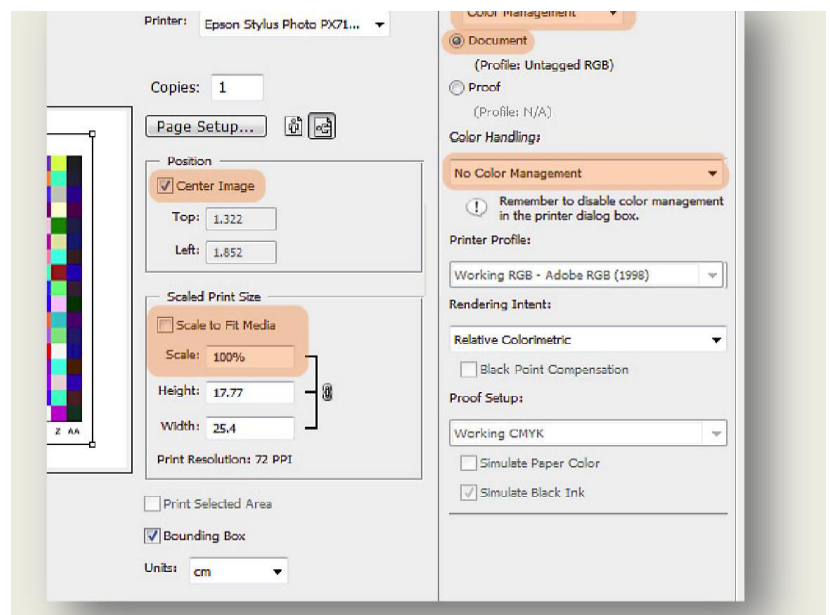 Printer: Epson Stylus Photo PX71...
Copies: 1
Page Setup...
Position
Center Image
Top: 1.322
Left: 1.852
Scaled Print Size
Scale to Fit Media
Scale: 100%
Height: 17.77
Width: 25.4
Print Resolution: 72 PPI
Print Selected Area
Bounding Box
Units: cm
Z AA
Color Management
Document
(Profile: Untagged RGB)
Proof
(Profile: N/A)
Color Handling:
No Color Management
Remember to disable color management
in the printer dialog box.
Printer Profile:
Working RGB - Adobe RGB (1998)
Rendering Intent:
Relative Colorimetric
Black Point Compensation
Proof Setup:
Working CMYK
Simulate Paper Color
Simulate Black Ink